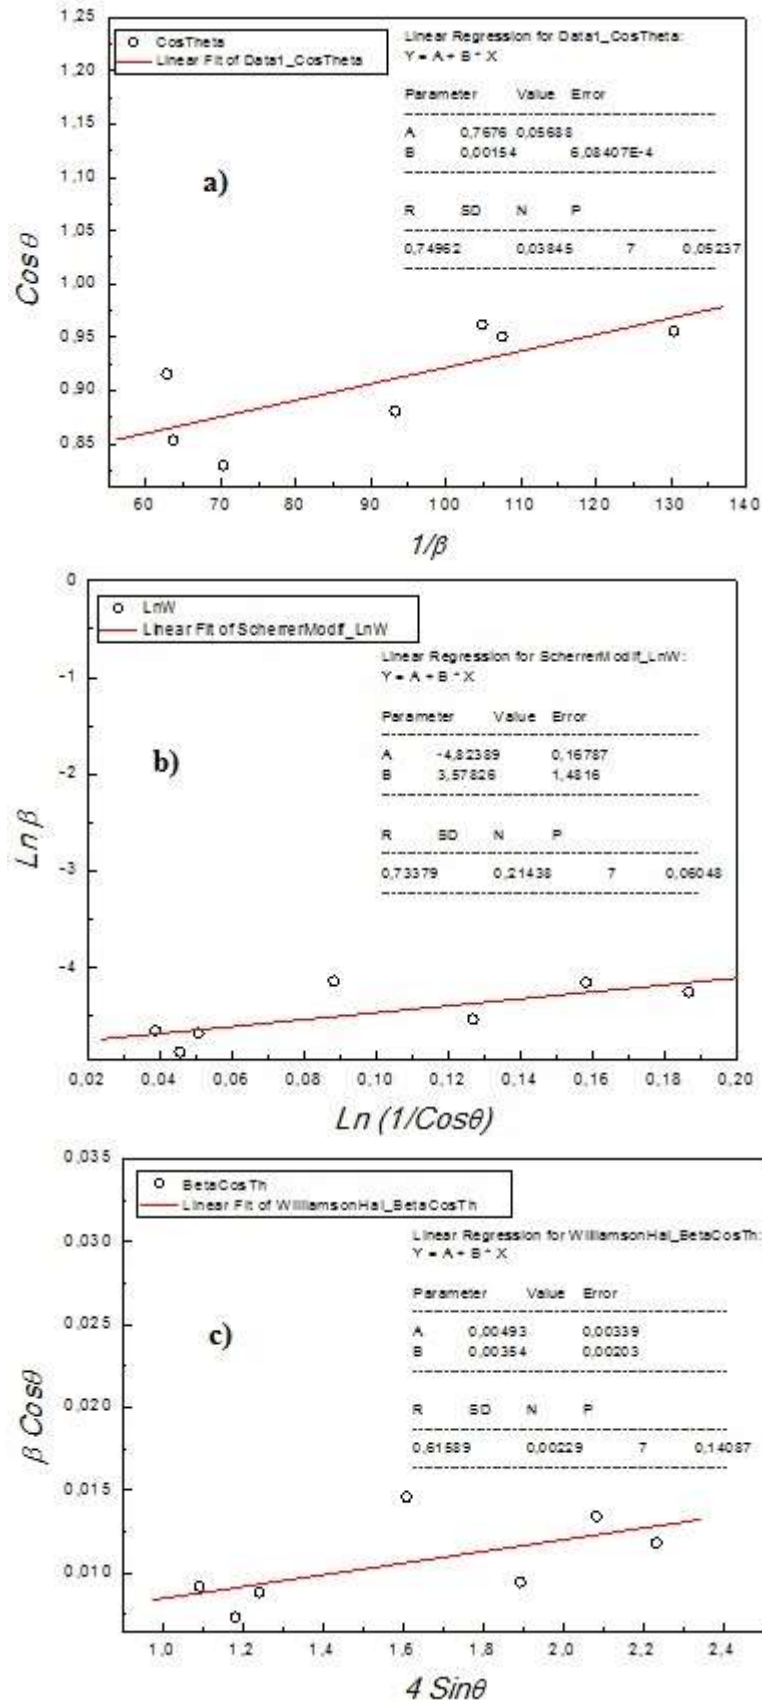 1,25
1,20
1,15
1,10
1,05
1,00
0,95
0,90
0,85
Cos θ
CosTheta
Linear Fit of Data1_CosTheta
Linear Regression for Data1_CosTheta:
Y = A + B * X
Parameter Value Error
A 0,7676 0,05688
B 0,00154 6,08407E-4
R SD N P
0,74962 0,03845 7 0,05237
a)
60 70 80 90 100 110 120 130 140
1/β
0
-1
-2
-3
-4
Ln β
LnW
Linear Fit of ScherrerModif_LnW
Linear Regression for ScherrerModif_LnW:
Y = A + B * X
Parameter Value Error
A -4,82389 0,16787
B 3,57826 1,4816
R SD N P
0,73379 0,21438 7 0,06048
b)
0,02 0,04 0,06 0,08 0,10 0,12 0,14 0,16 0,18 0,20
Ln (1/Cosθ)
0,035
0,030
0,025
0,020
0,015
0,010
β Cosθ
BetaCosTh
Linear Fit of WilliamsonHal_BetaCosTh
Linear Regression for WilliamsonHal_BetaCosTh:
Y = A + B * X
Parameter Value Error
A 0,00493 0,00339
B 0,00354 0,00203
R SD N P
0,61589 0,00229 7 0,14087
c)
1,0 1,2 1,4 1,6 1,8 2,0 2,2 2,4
4 Sinθ